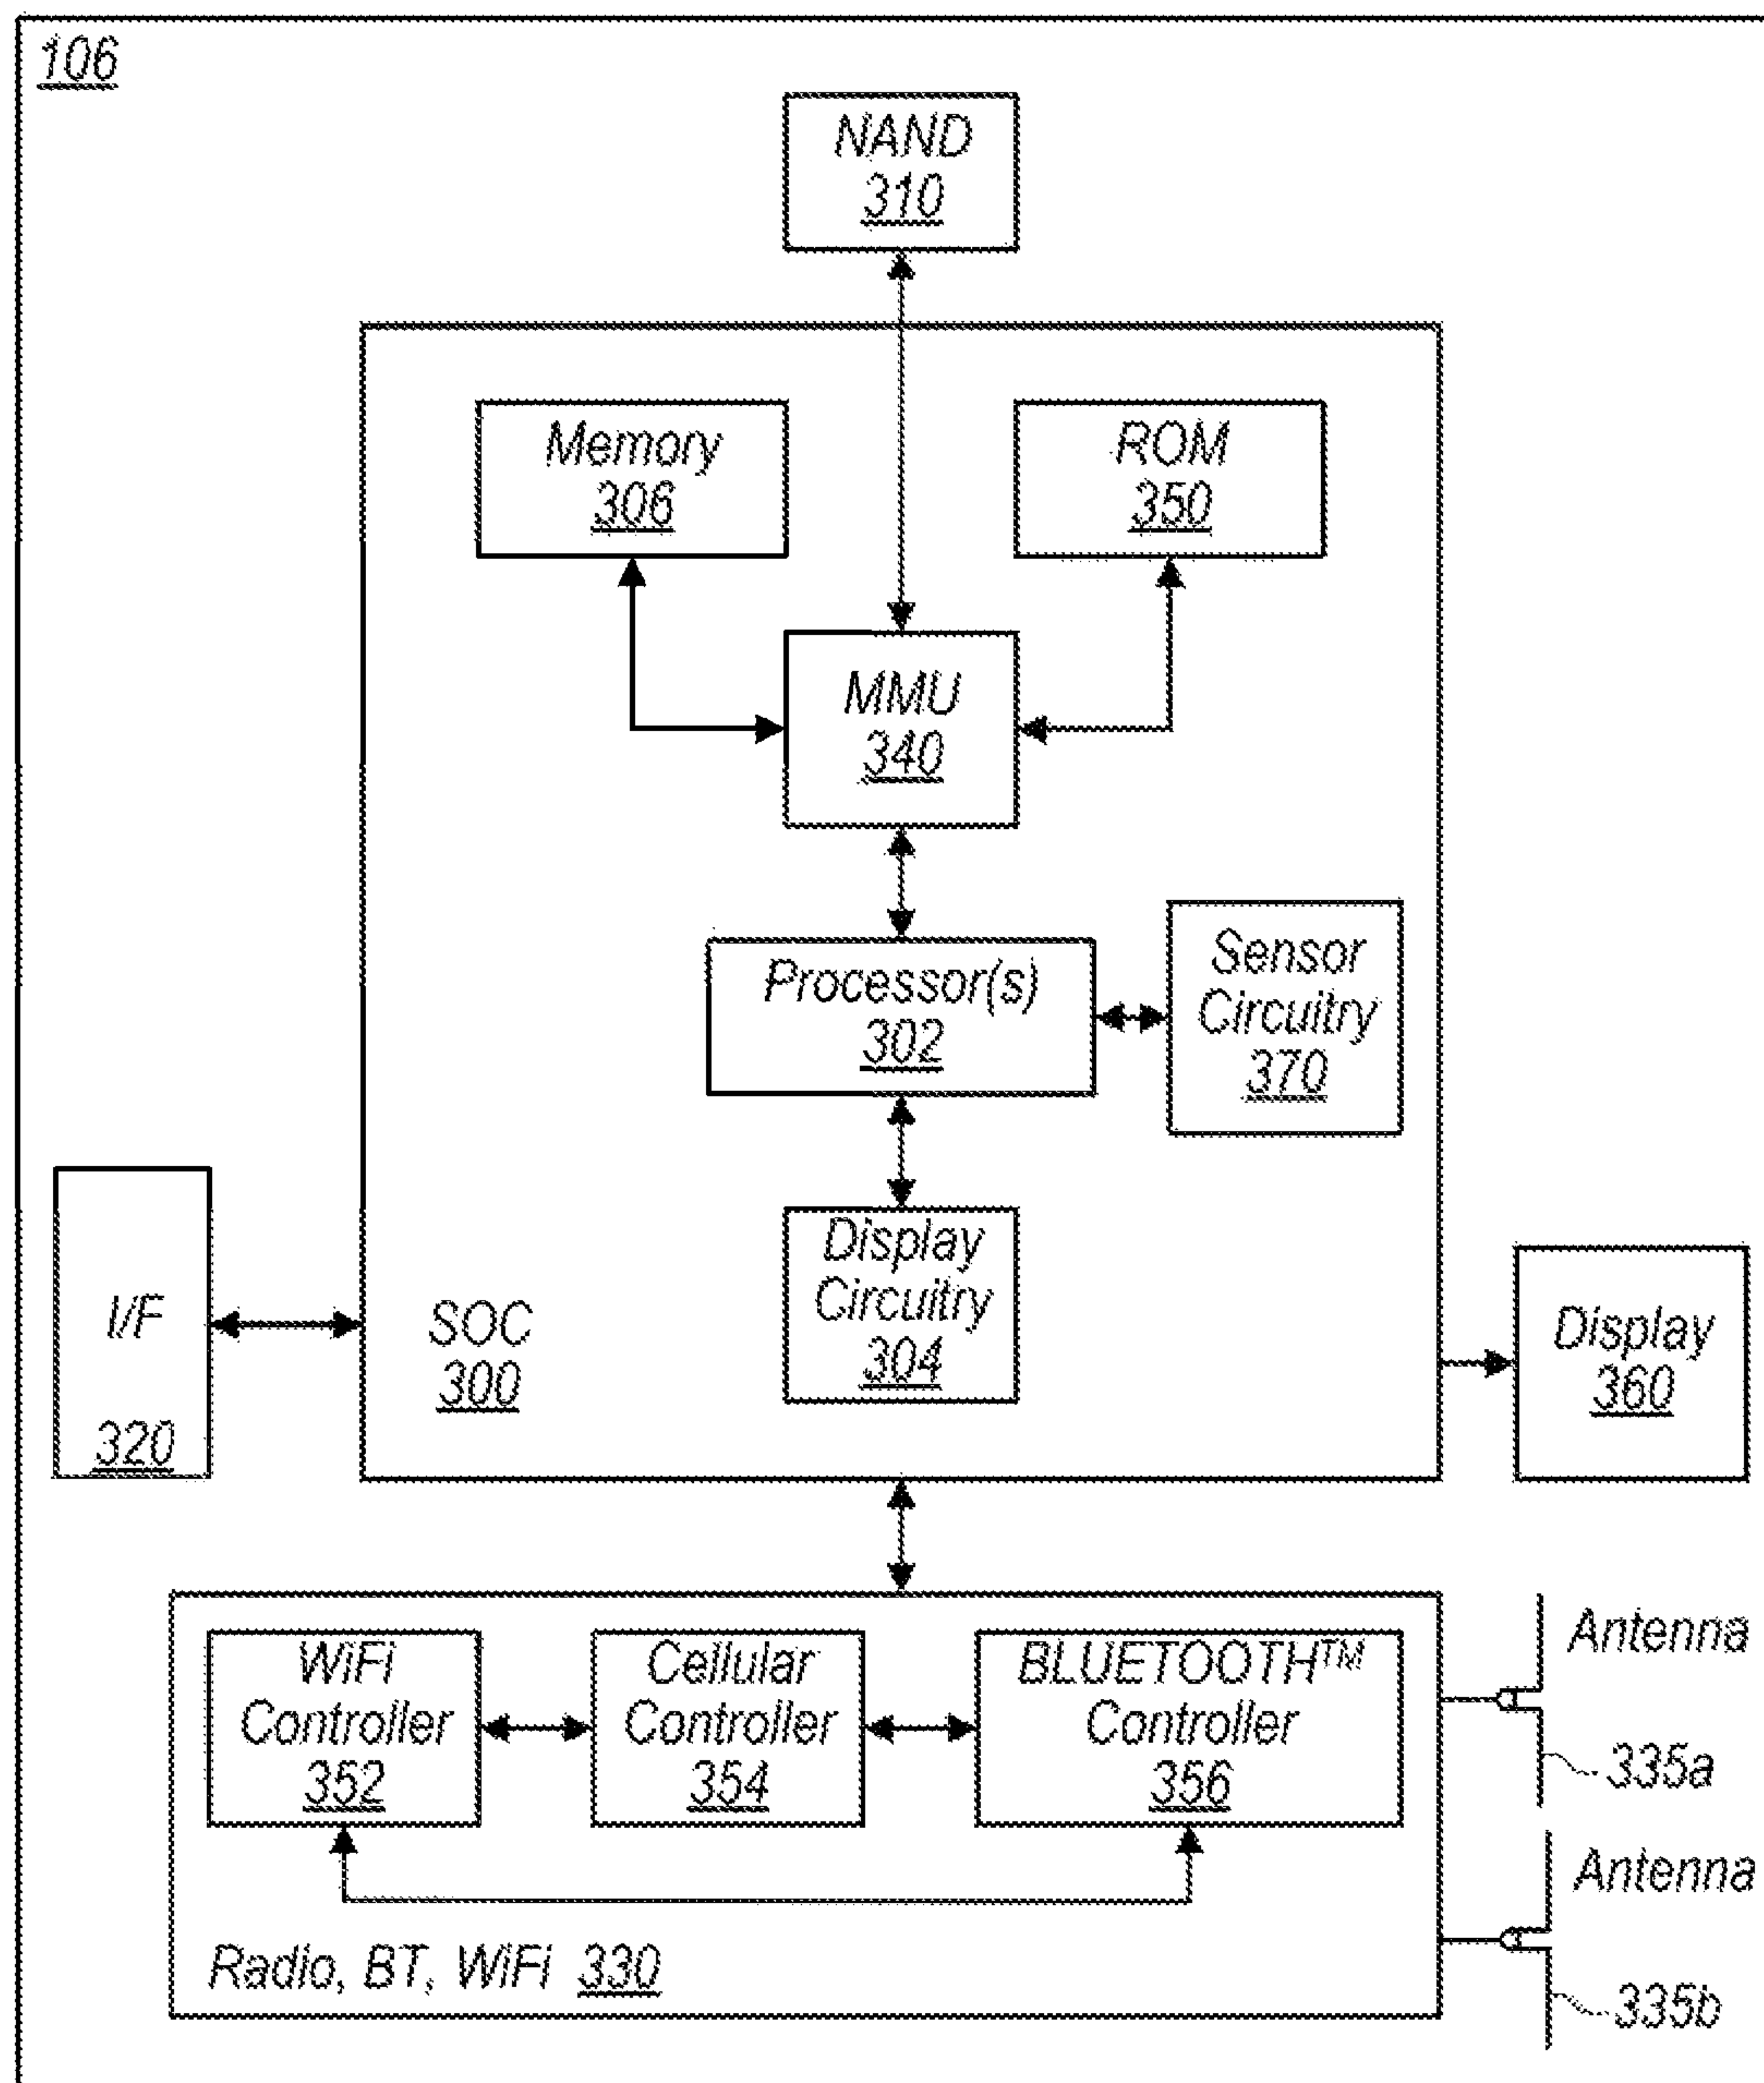 106
NAND
310
Memory
306
ROM
350
MMU
340
Processor(s)
302
Sensor
Circuitry
370
Display
Circuitry
304
I/F
320
SOC
300
Display
360
WiFi
Controller
352
Cellular
Controller
354
BLUETOOTH™
Controller
356
Radio, BT, WiFi 330
Antenna
335a
Antenna
335b